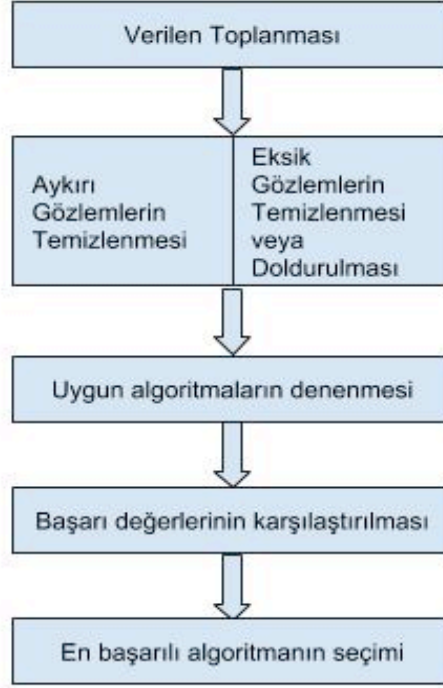 Verilen Toplanması
Aykırı
Gözlemlerin
Temizlenmesi
Eksik
Gözlemlerin
Temizlenmesi
veya
Doldurulması
Uygun algoritmaların denenmesi
Başarı değerlerinin karşılaştırılması
En başarılı algoritmanın seçimi